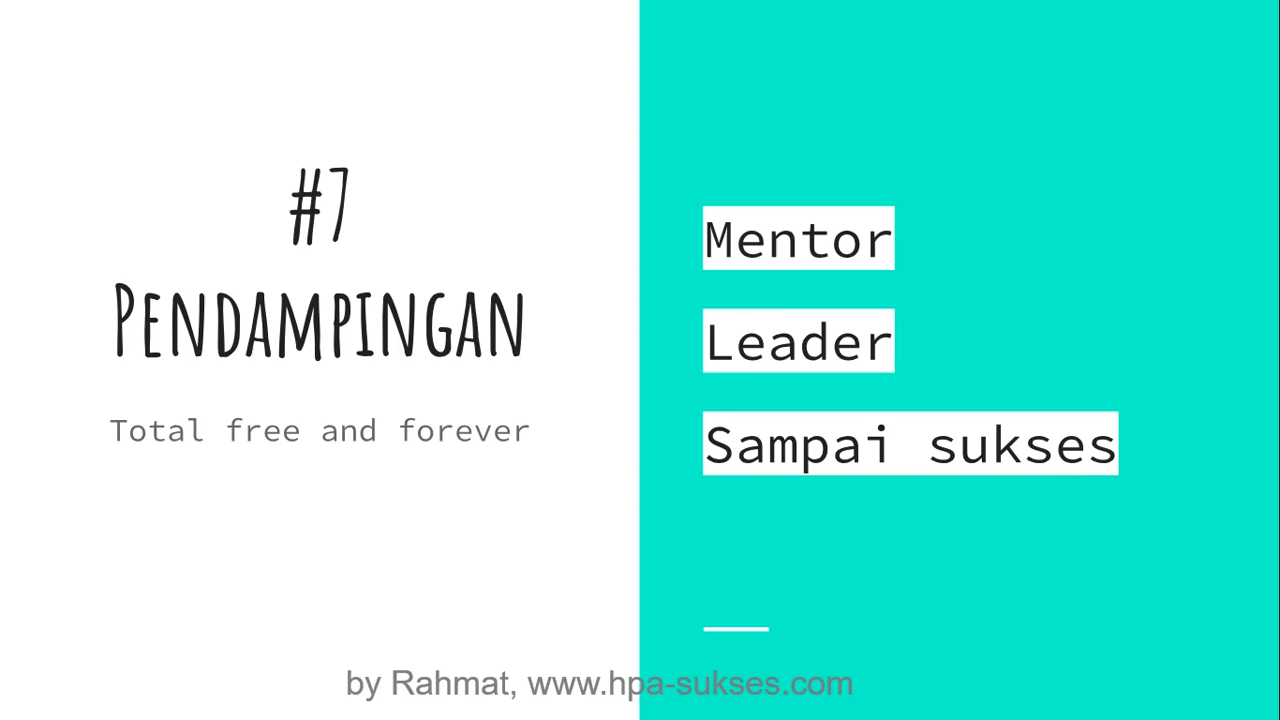 #7
PENDAMPINGAN
Total free and forever
Mentor
Leader
Sampai sukses
by Rahmat, www.hpa-sukses.com